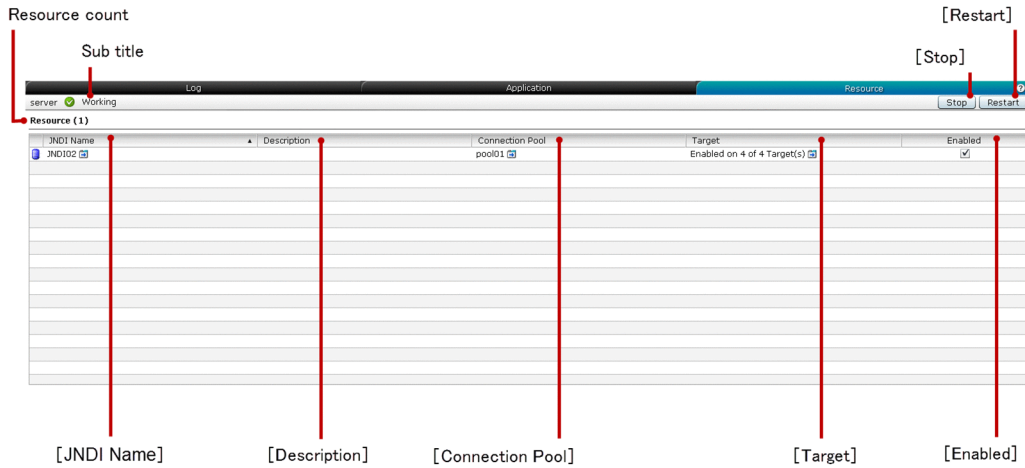 Resource count
[Restart]
Sub title
[Stop]
Log
Application
Resource
?
server
Working
Stop
Restart
Resource (1)
JNDI Name
Description
Connection Pool
Target
Enabled
JNDI02
pool01
Enabled on 4 of 4 Target(s)
[JNDI Name]
[Description]
[Connection Pool]
[Target]
[Enabled]